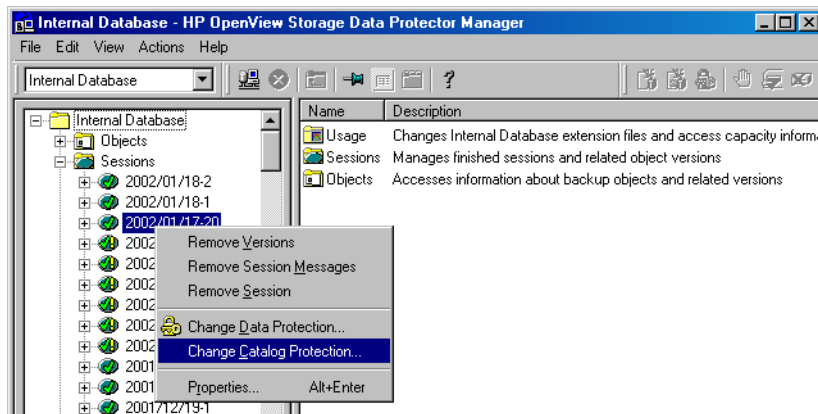 Internal Database - HP OpenView Storage Data Protector Manager
File Edit View Actions Help
Internal Database
?
Internal Database
Objects
Sessions
2002/01/18-2
2002/01/18-1
2002/01/17-20
2002
2002
2002
2002
2002
2002
2001
2001
2001/12/19-1
Name Description
Usage Changes Internal Database extension files and access capacity informa
Sessions Manages finished sessions and related object versions
Objects Accesses information about backup objects and related versions
Remove Versions
Remove Session Messages
Remove Session
Change Data Protection...
Change Catalog Protection...
Properties... Alt+Enter